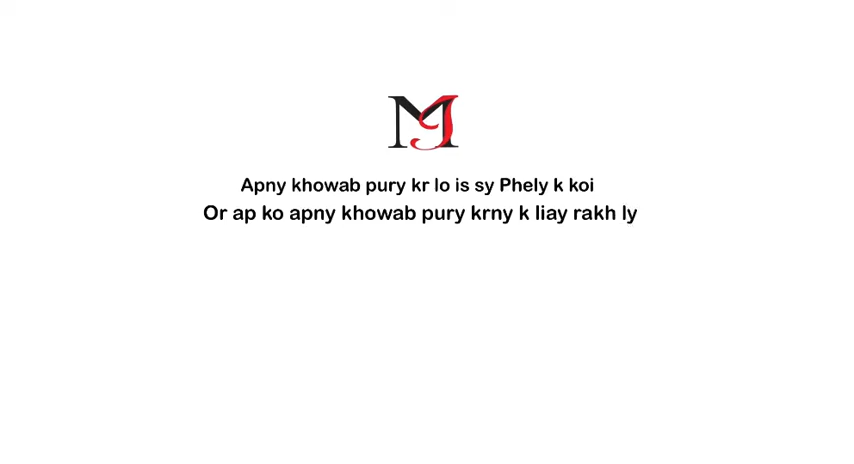 MJ
Apny khowab pury kr lo is sy Phely k koi
Or ap ko apny khowab pury krny k liay rakh ly